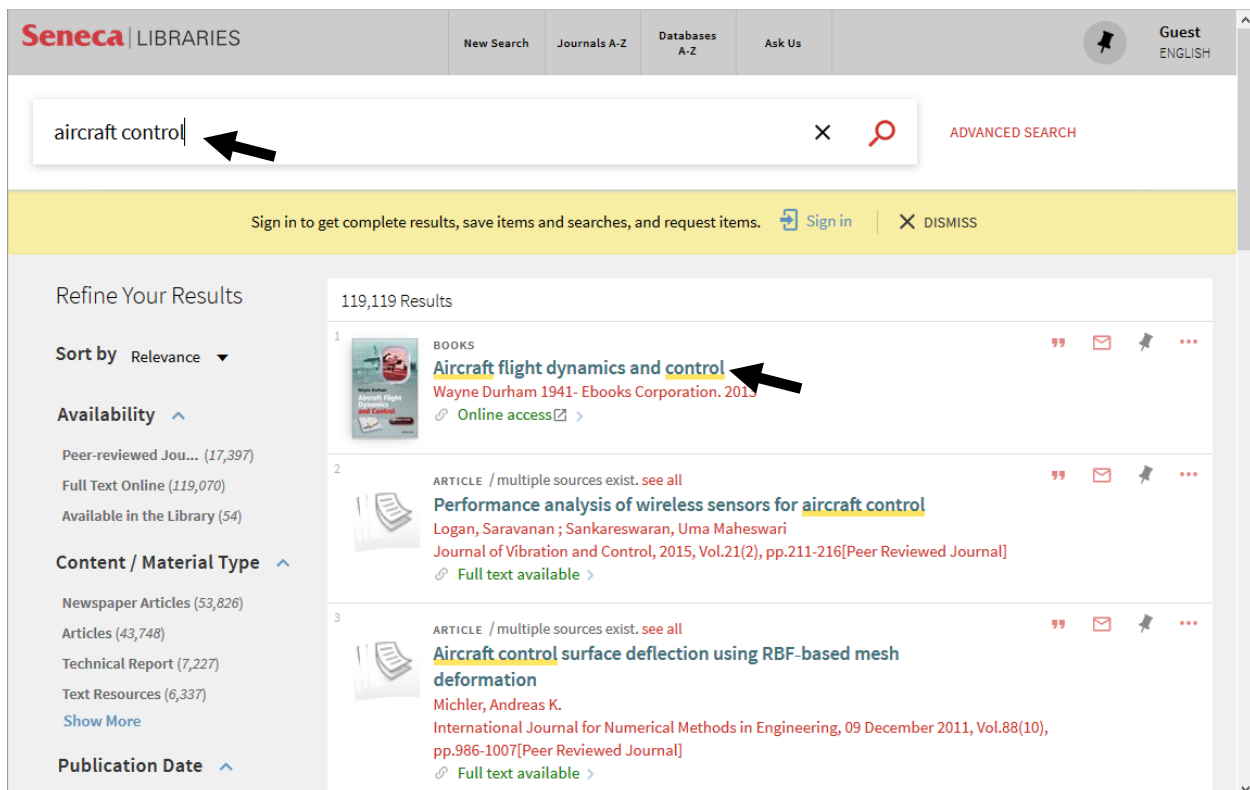 Seneca | LIBRARIES
New Search
Journals A-Z
Databases
A-Z
Ask Us
Guest
ENGLISH
aircraft control
ADVANCED SEARCH
Sign in to get complete results, save items and searches, and request items. Sign in DISMISS
Refine Your Results
Sort by Relevance
Availability
Peer-reviewed Jou... (17,397)
Full Text Online (119,070)
Available in the Library (54)
Content / Material Type
Newspaper Articles (53,826)
Articles (43,748)
Technical Report (7,227)
Text Resources (6,337)
Show More
Publication Date
119,119 Results
1
Wayne Durham
Aircraft Flight
Dynamics
and Control
BOOKS
Aircraft flight dynamics and control
Wayne Durham 1941- Ebooks Corporation. 2013
Online access
2
ARTICLE / multiple sources exist. see all
Performance analysis of wireless sensors for aircraft control
Logan, Saravanan ; Sankareswaran, Uma Maheswari
Journal of Vibration and Control, 2015, Vol.21(2), pp.211-216[Peer Reviewed Journal]
Full text available
3
ARTICLE / multiple sources exist. see all
Aircraft control surface deflection using RBF-based mesh
deformation
Michler, Andreas K.
International Journal for Numerical Methods in Engineering, 09 December 2011, Vol.88(10),
pp.986-1007[Peer Reviewed Journal]
Full text available